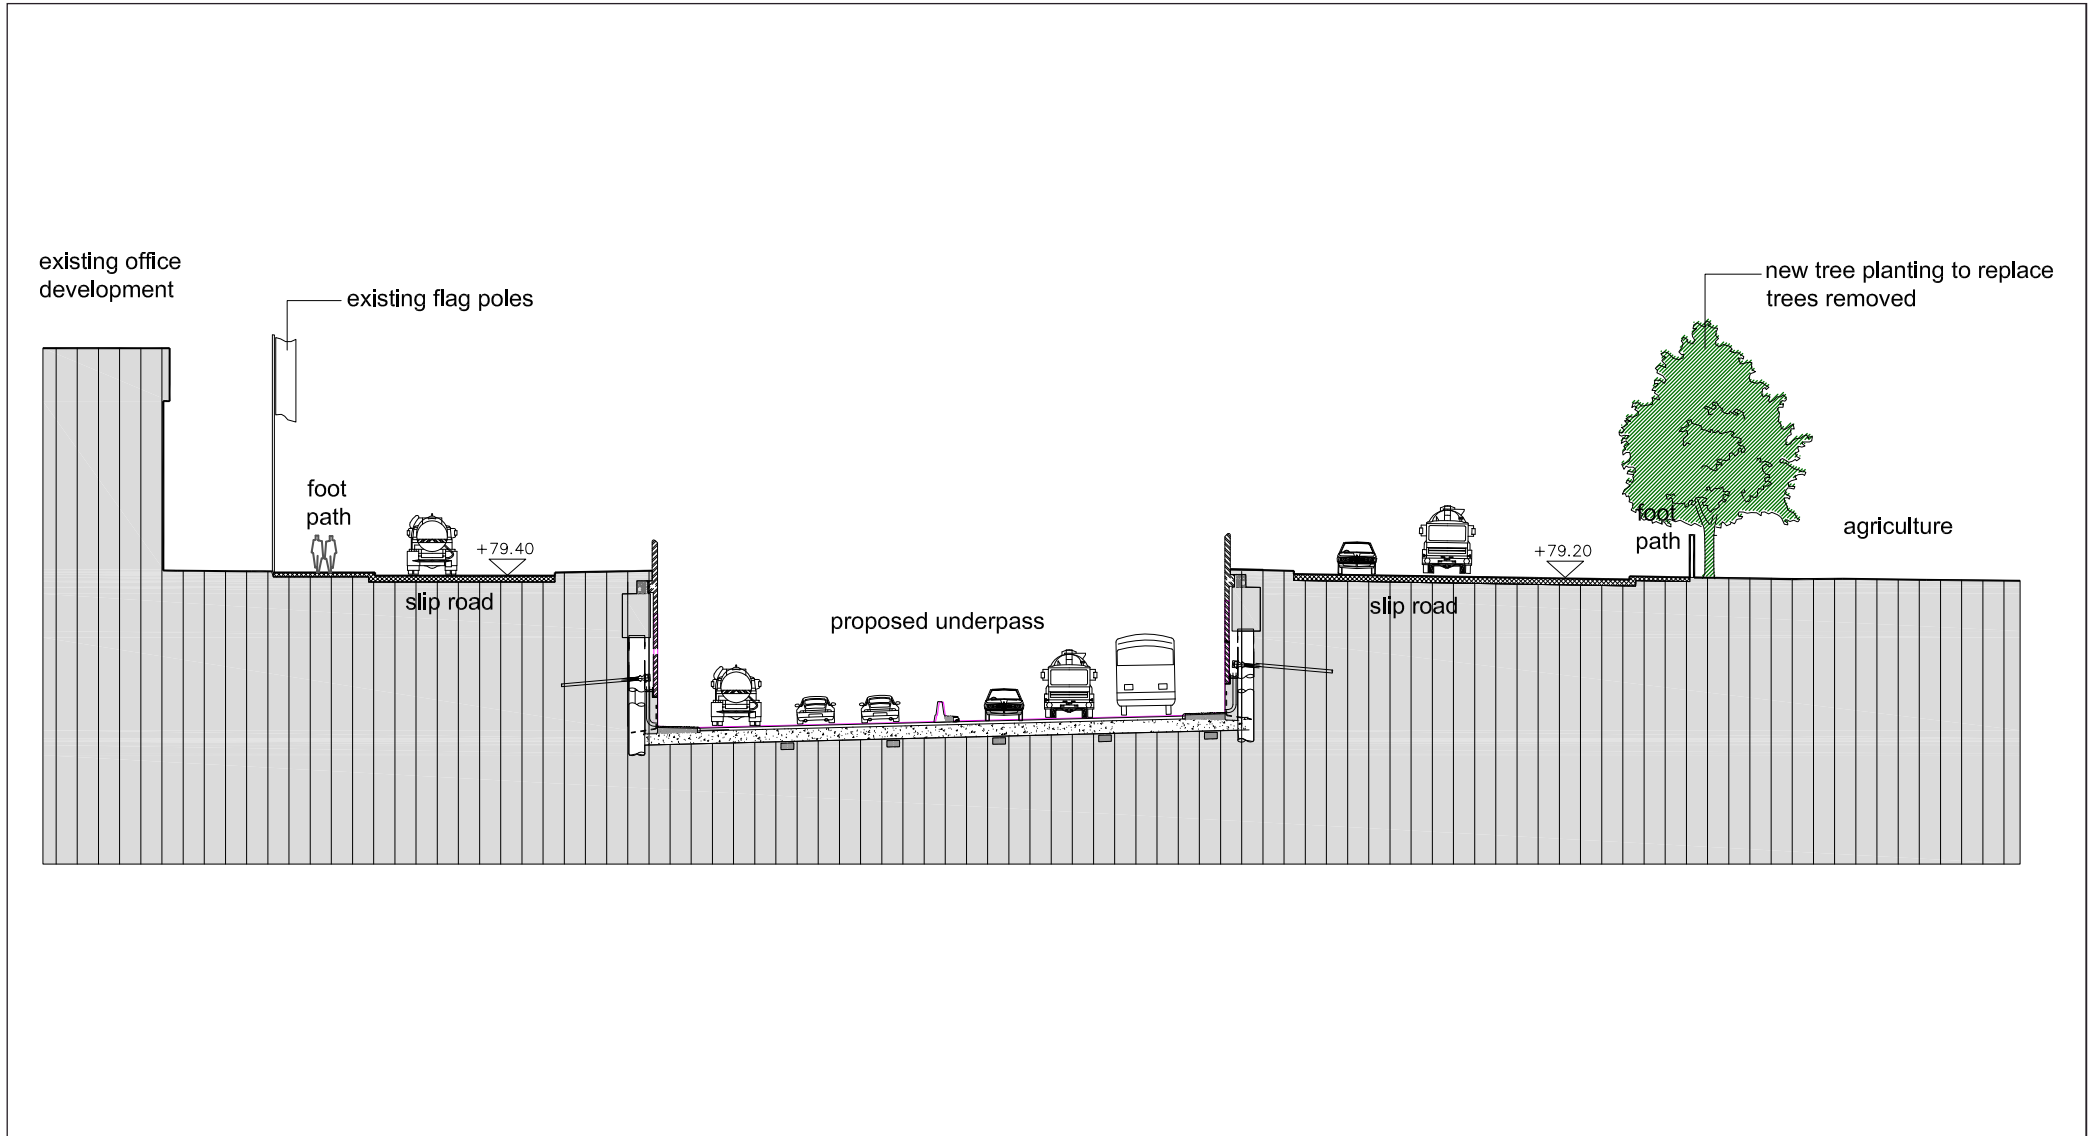 existing office
development
existing flag poles
new tree planting to replace
trees removed
foot
path
+79.40
slip road
proposed underpass
+79.20
slip road
foot
path
agriculture